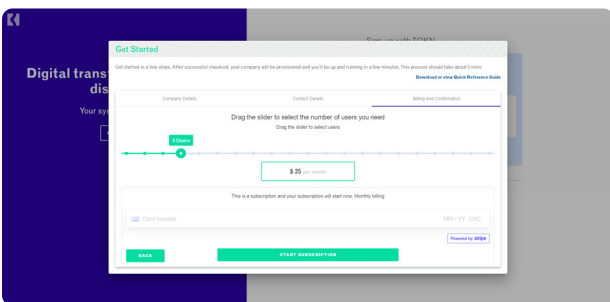 Sign up with TOKN
Get Started
Get started in a few steps. After successful checkout, your company will be provisioned and you'll be up and running in a few minutes. This process should take about 5 mins
Download or view Quick Reference Guide
Digital trans
dis
Your sys
Company Details
Contact Details
Billing and Confirmation
Drag the slider to select the number of users you need
Drag the slider to select users
Users
$ 25 per month
This is a subscription and your subscription will start now. Monthly billing.
Card number
MM / YY CVC
Powered by stripe
BACK
START SUBSCRIPTION